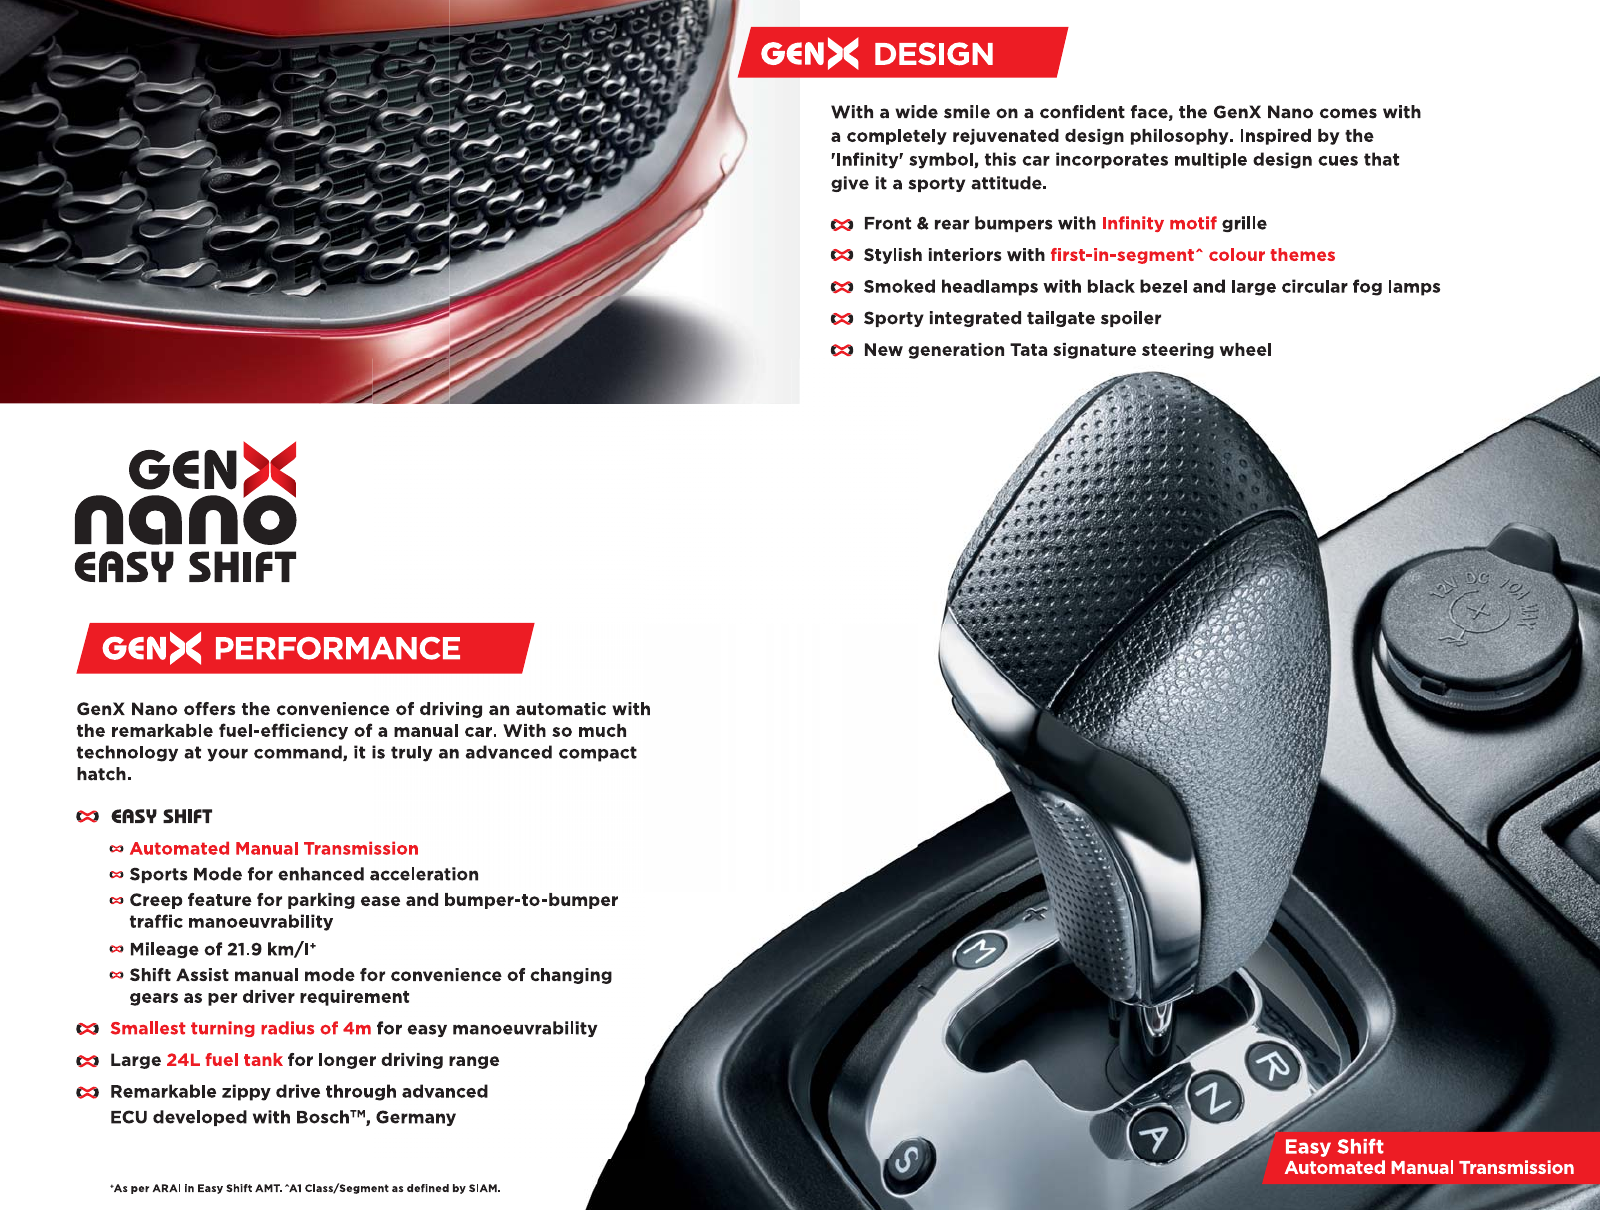 GENX DESIGN
With a wide smile on a confident face, the GenX Nano comes with
a completely rejuvenated design philosophy. Inspired by the
'Infinity' symbol, this car incorporates multiple design cues that
give it a sporty attitude.
Front & rear bumpers with Infinity motif grille
Stylish interiors with first-in-segment^ colour themes
Smoked headlamps with black bezel and large circular fog lamps
Sporty integrated tailgate spoiler
New generation Tata signature steering wheel
GENX
nano
EASY SHIFT
GENX PERFORMANCE
GenX Nano offers the convenience of driving an automatic with
the remarkable fuel-efficiency of a manual car. With so much
technology at your command, it is truly an advanced compact
hatch.
EASY SHIFT
Automated Manual Transmission
Sports Mode for enhanced acceleration
Creep feature for parking ease and bumper-to-bumper
traffic manoeuvrability
Mileage of 21.9 km/l+
Shift Assist manual mode for convenience of changing
gears as per driver requirement
Smallest turning radius of 4m for easy manoeuvrability
Large 24L fuel tank for longer driving range
Remarkable zippy drive through advanced
ECU developed with Bosch™, Germany
+As per ARAI in Easy Shift AMT. ^A1 Class/Segment as defined by SIAM.
12V DC 10A MAX
+
M
R
N
A
S
Easy Shift
Automated Manual Transmission